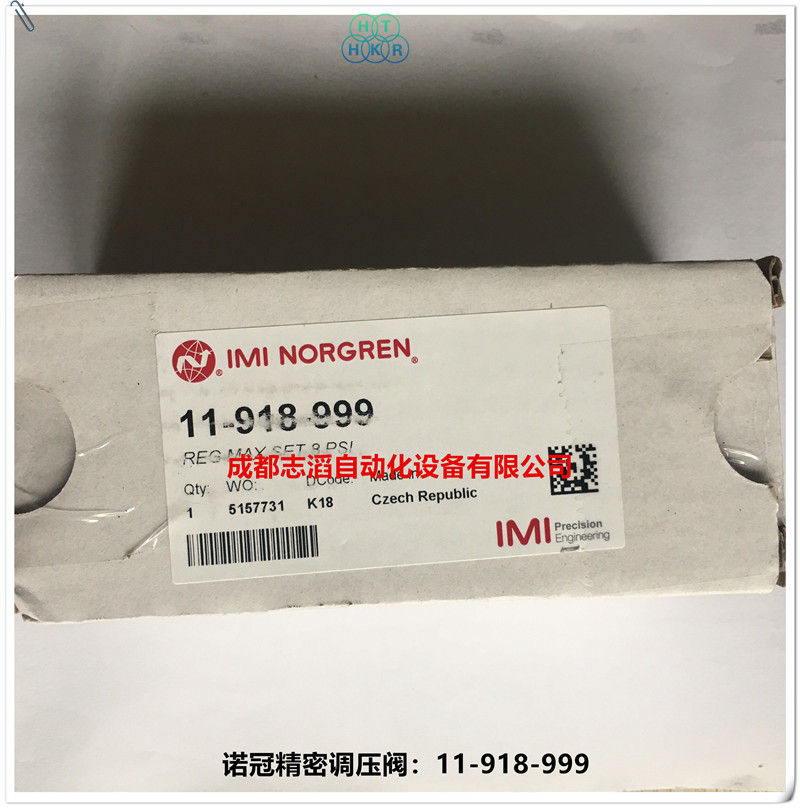 H T
H K R
IMI NORGREN®
11-918-999
REG MAX SET 8 PSI
成都志滔自动化设备有限公司
Qty: WO: DCode: Made in
1 5157731 K18 Czech Republic
IMI Precision
Engineering
诺冠精密调压阀：11-918-999